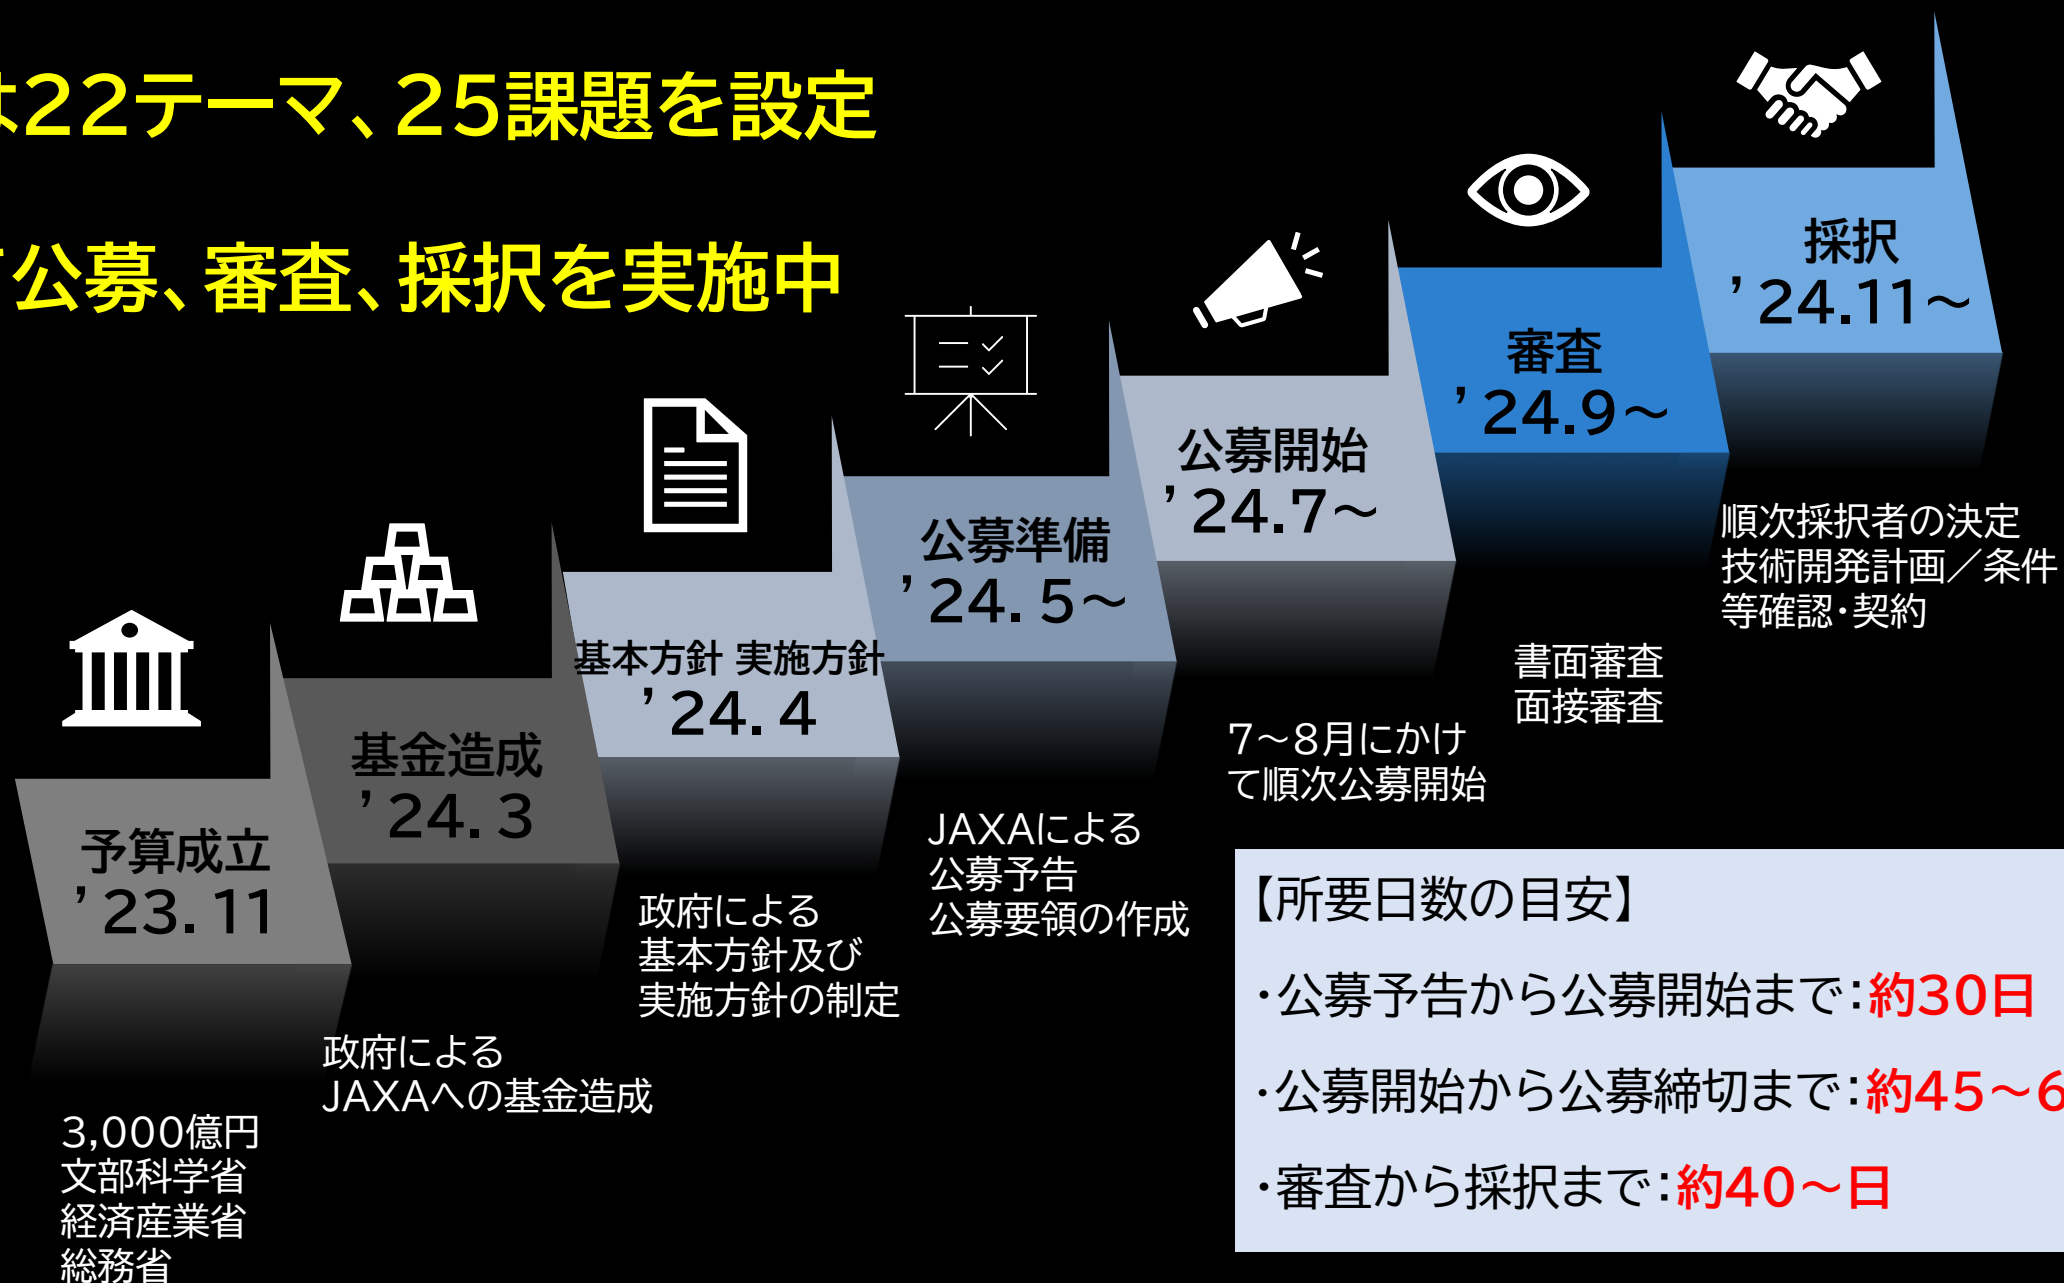 は22テーマ、25課題を設定
公募、審査、採択を実施中
予算成立
’23.11
3,000億円
文部科学省
経済産業省
総務省
基金造成
’24.3
政府による
JAXAへの基金造成
基本方針 実施方針
’24.4
政府による
基本方針及び
実施方針の制定
公募準備
’24.5～
JAXAによる
公募予告
公募要領の作成
公募開始
’24.7～
7～8月にかけ
て順次公募開始
審査
’24.9～
書面審査
面接審査
採択
’24.11～
順次採択者の決定
技術開発計画／条件
等確認・契約
【所要日数の目安】
・公募予告から公募開始まで：約30日
・公募開始から公募締切まで：約45～6
・審査から採択まで：約40～日